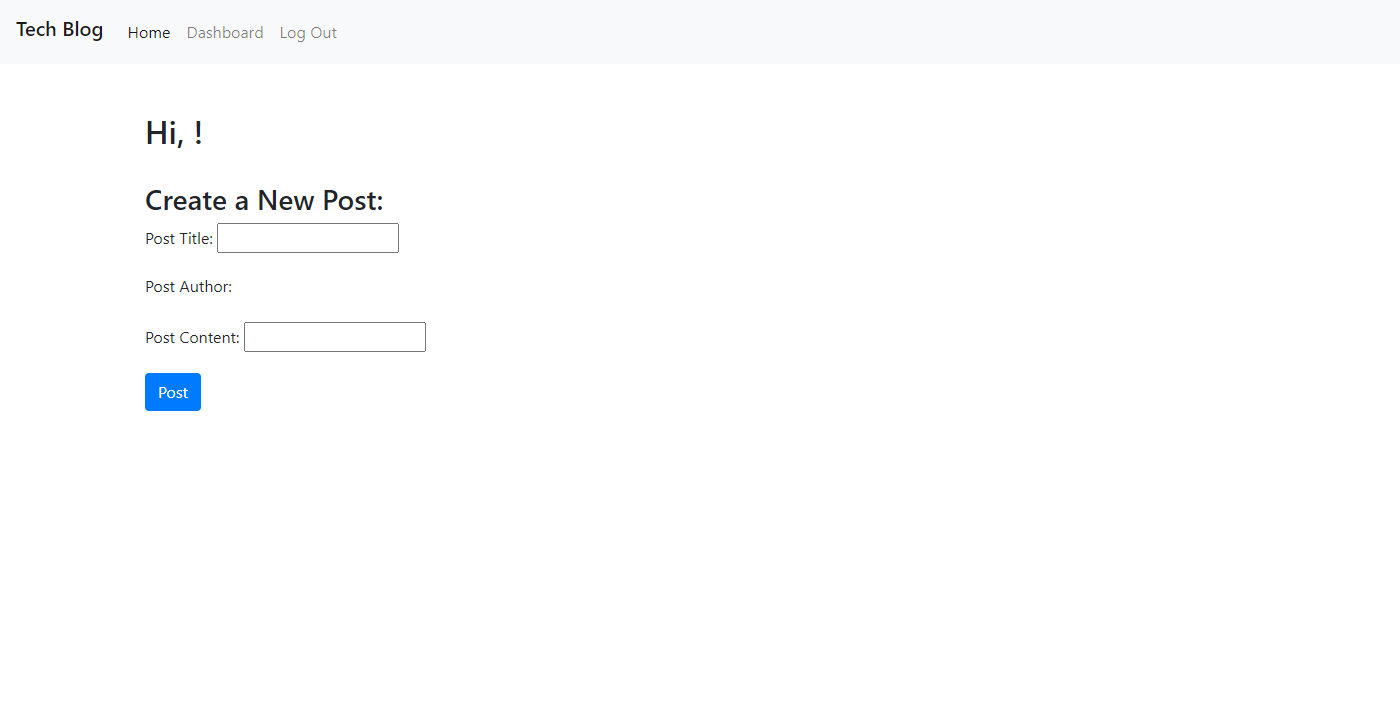 Tech Blog Home Dashboard Log Out
Hi, !
Create a New Post:
Post Title:
Post Author:
Post Content:
Post